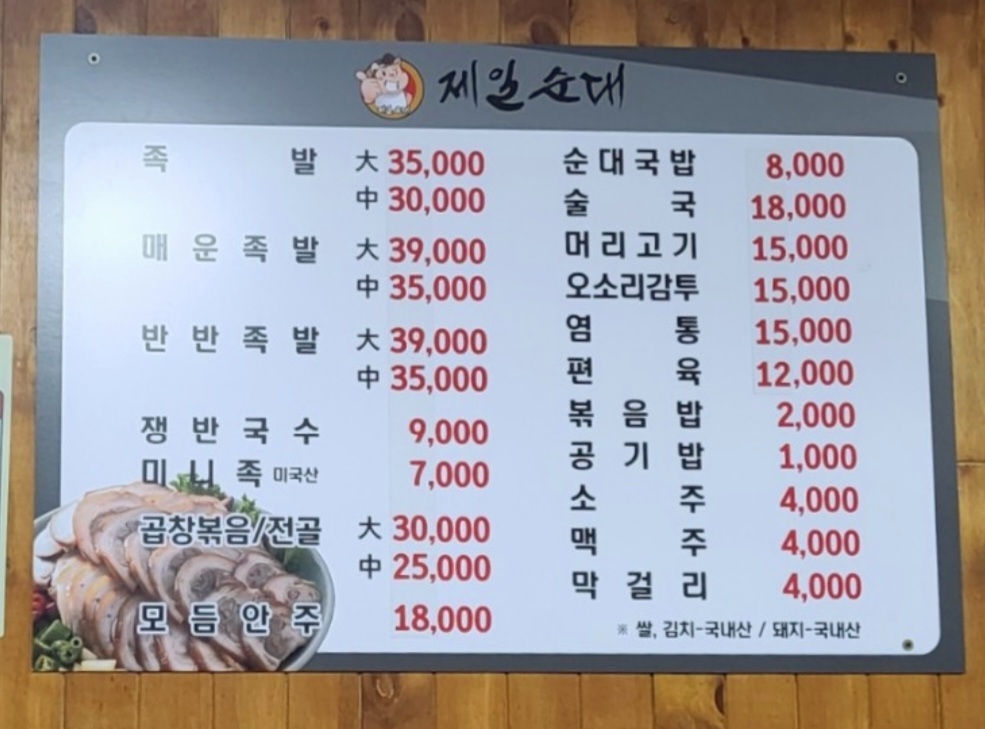 제일순대
족발 大 35,000
中 30,000
매운족발 大 39,000
中 35,000
반반족발 大 39,000
中 35,000
쟁반국수 9,000
미니족 미국산 7,000
곱창볶음/전골 大 30,000
中 25,000
모듬안주 18,000
순대국밥 8,000
술국 18,000
머리고기 15,000
오소리감투 15,000
염통 15,000
편육 12,000
볶음밥 2,000
공기밥 1,000
소주 4,000
맥주 4,000
막걸리 4,000
※ 쌀, 김치-국내산 / 돼지-국내산